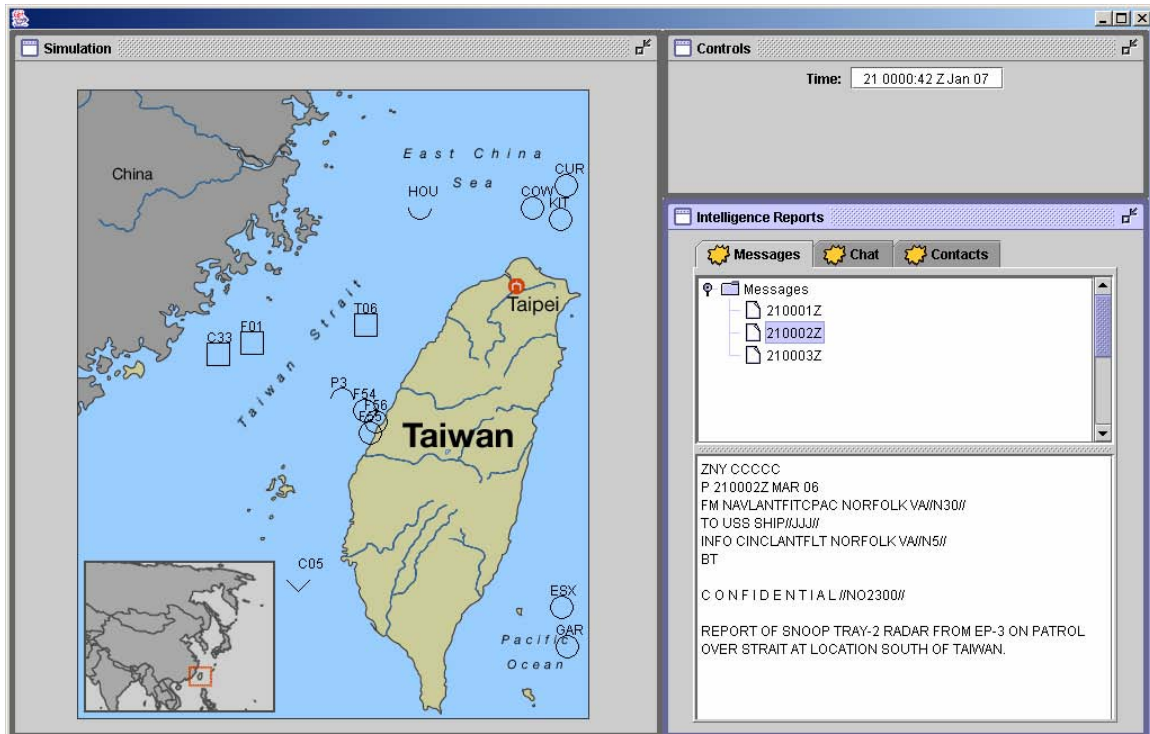 Simulation
China
East China
Sea
CUR
HOU
COW
KIT
Taipei
Taiwan Strait
T06
F01
C33
P3
F54
F56
F55
Taiwan
C05
ESX
GAR
Pacific
Ocean
Controls
Time: 21 0000:42 Z Jan 07
Intelligence Reports
Messages Chat Contacts
Messages
210001Z
210002Z
210003Z
ZNY CCCCC
P 210002Z MAR 06
FM NAVLANTFITCPAC NORFOLK VA//N30//
TO USS SHIP//JJJ//
INFO CINCLANTFLT NORFOLK VA//N5//
BT
C O N F I D E N T I A L //NO2300//
REPORT OF SNOOP TRAY-2 RADAR FROM EP-3 ON PATROL
OVER STRAIT AT LOCATION SOUTH OF TAIWAN.